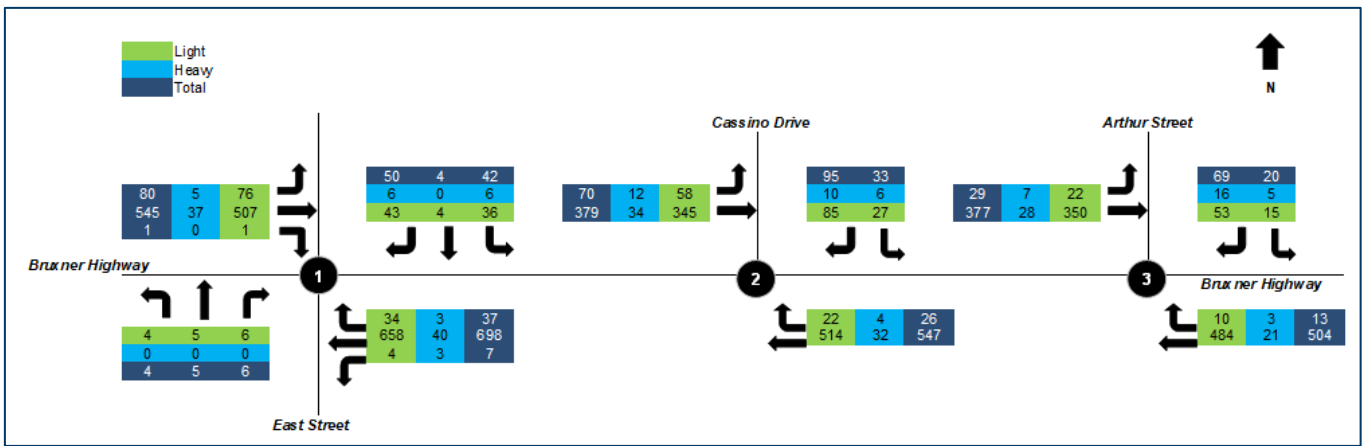 Light
Heavy
Total
N
Cassino Drive
Arthur Street
50 4 42
6 0 6
43 4 36
80 5 76
545 37 507
1 0 1
70 12 58
379 34 345
95 33
10 6
85 27
29 7 22
377 28 350
69 20
16 5
53 15
Bruxner Highway
1
2
3
Bruxner Highway
4 5 6
0 0 0
4 5 6
34 3 37
658 40 698
4 3 7
22 4 26
514 32 547
10 3 13
484 21 504
East Street